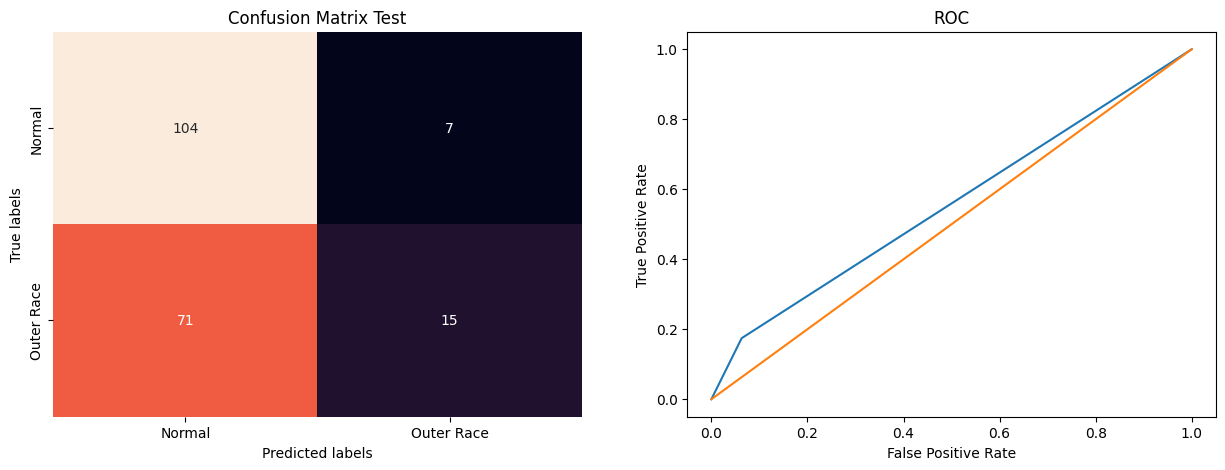 Confusion Matrix Test
Normal
Outer Race
True labels
104
7
71
15
Normal
Outer Race
Predicted labels
ROC
True Positive Rate
1.0
0.8
0.6
0.4
0.2
0.0
0.0
0.2
0.4
0.6
0.8
1.0
False Positive Rate